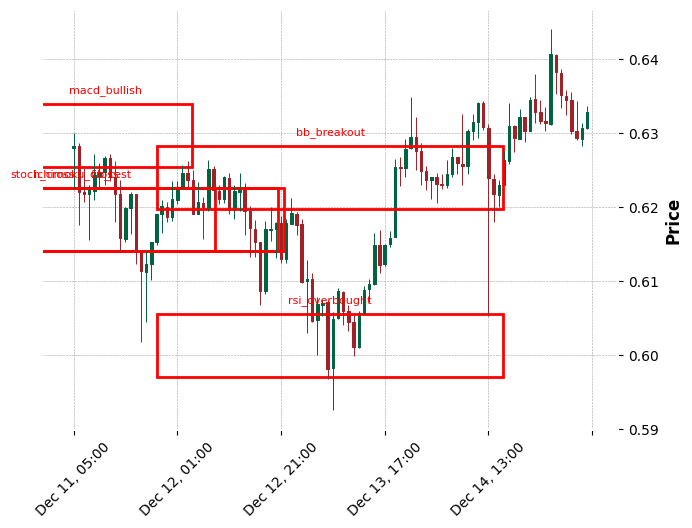 0.64
macd_bullish
0.63
bb_breakout
0.62
Price
0.61
rsi_overbought
0.60
0.59
Dec 11, 05:00
Dec 12, 01:00
Dec 12, 21:00
Dec 13, 17:00
Dec 14, 13:00